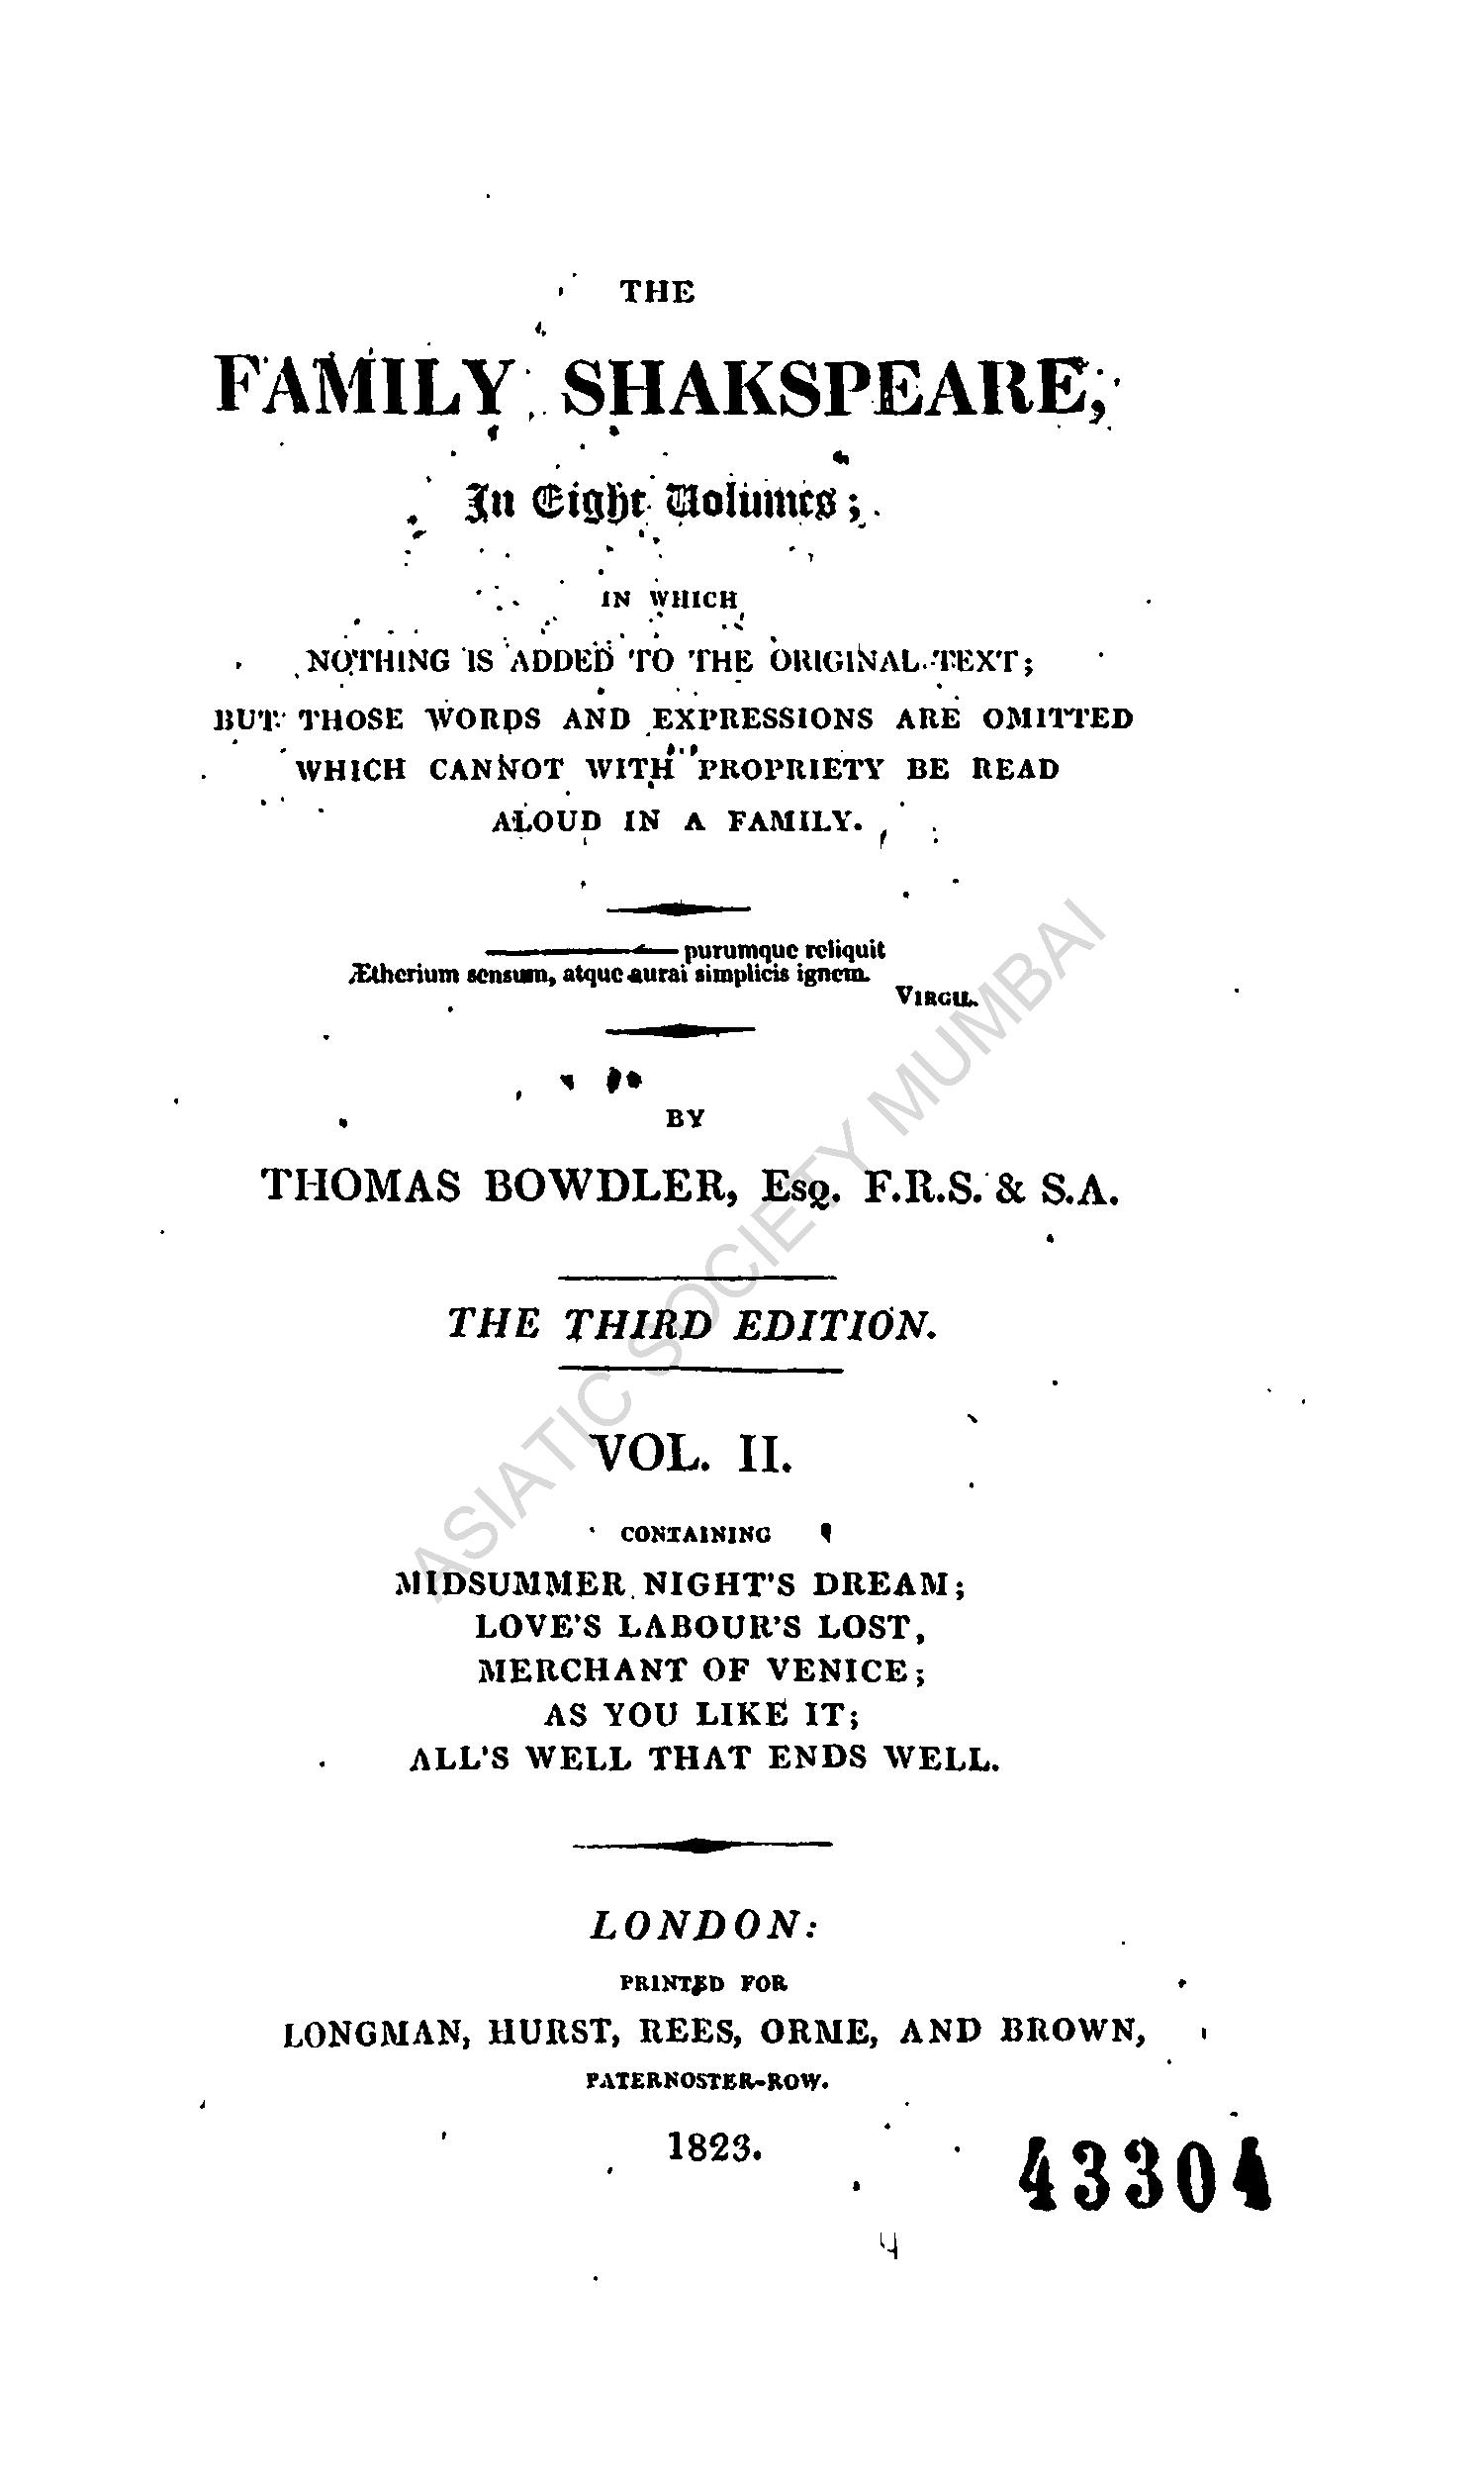 THE
FAMILY SHAKSPEARE,
In Eight Volumes;
IN WHICH
NOTHING IS ADDED TO THE ORIGINAL TEXT;
BUT THOSE WORDS AND EXPRESSIONS ARE OMITTED
WHICH CANNOT WITH PROPRIETY BE READ
ALOUD IN A FAMILY.
purumque reliquit
Ætherium sensum, atque aurai simplicis ignem.
VIRGIL.
BY
THOMAS BOWDLER, ESQ. F.R.S. & S.A.
THE THIRD EDITION.
VOL. II.
CONTAINING
MIDSUMMER NIGHT'S DREAM;
LOVE'S LABOUR'S LOST,
MERCHANT OF VENICE;
AS YOU LIKE IT;
ALL'S WELL THAT ENDS WELL.
LONDON:
PRINTED FOR
LONGMAN, HURST, REES, ORME, AND BROWN,
PATERNOSTER-ROW.
1823.
43304
4
ASIATIC SOCIETY MUMBAI